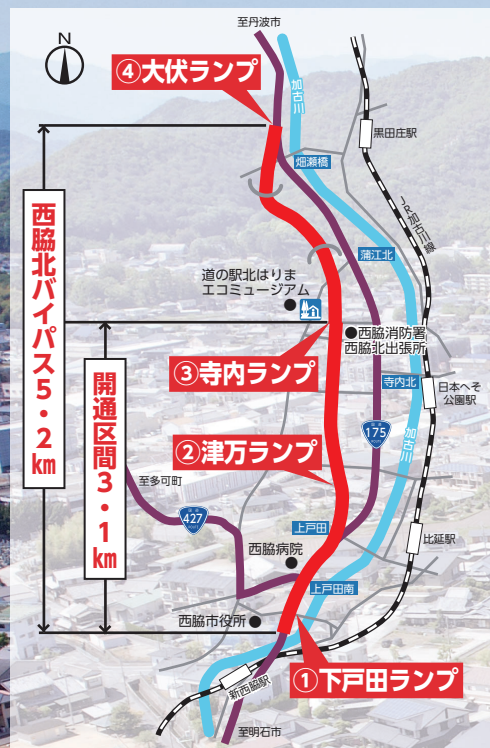 N
至丹波市
④大伏ランプ
加古川
黒田庄駅
畑瀬橋
JR加古川線
蒲江北
道の駅北はりま
エコミュージアム
西脇消防署
西脇北出張所
西脇北バイパス5・2km
③寺内ランプ
寺内北
日本へそ
公園駅
開通区間3・1km
国道
175
ROUTE
加古川
②津万ランプ
至多可町
国道
427
ROUTE
上戸田
比延駅
西脇病院
上戸田南
西脇市役所
①下戸田ランプ
新西脇駅
至明石市